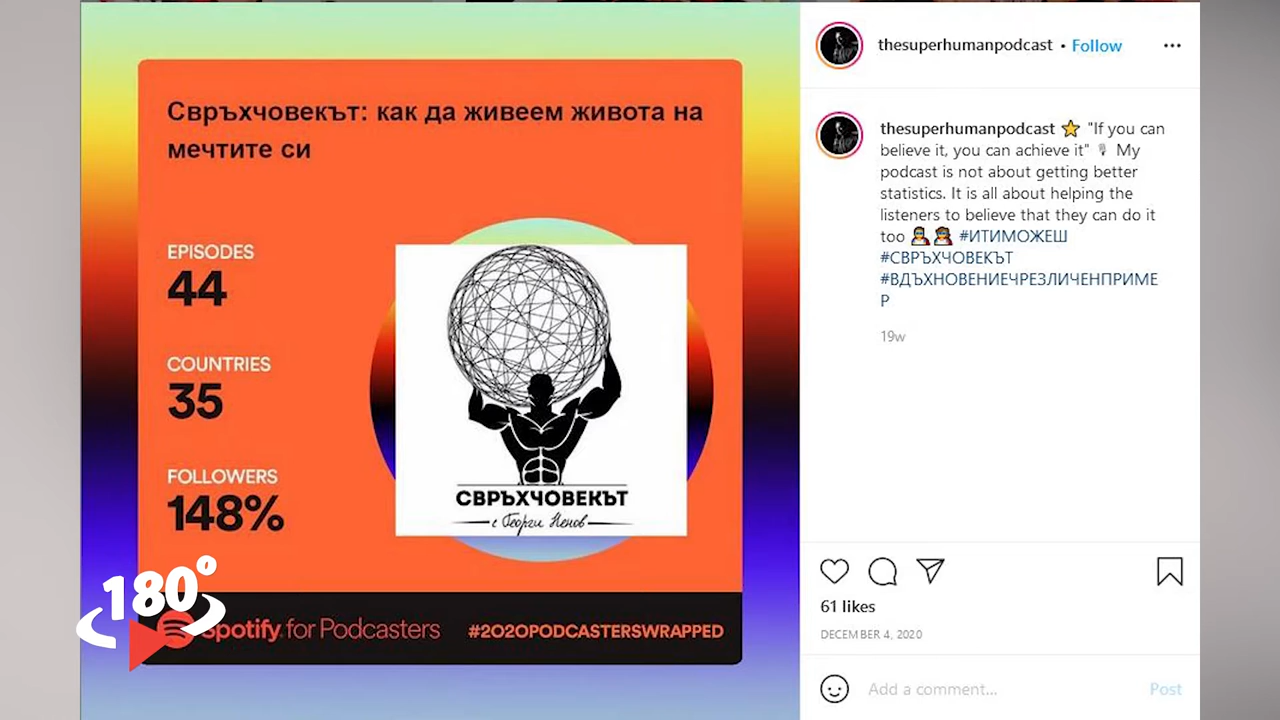 Свръхчовекът: как да живеем живота на
мечтите си
EPISODES
44
COUNTRIES
35
FOLLOWERS
148%
СВРЪХЧОВЕКЪТ
с Георги Ненов
180°
Spotify for Podcasters
#2020PODCASTERSWRAPPED
thesuperhumanpodcast • Follow
thesuperhumanpodcast ⭐ "If you can
believe it, you can achieve it" 🎙 My
podcast is not about getting better
statistics. It is all about helping the
listeners to believe that they can do it
too 🦸‍♂️🦸‍♀️ #ИТИМОЖЕШ
#СВРЪХЧОВЕКЪТ
#ВДЪХНОВЕНИЕЧРЕЗЛИЧЕНПРИМЕ
Р
19w
61 likes
DECEMBER 4, 2020
Add a comment...
Post